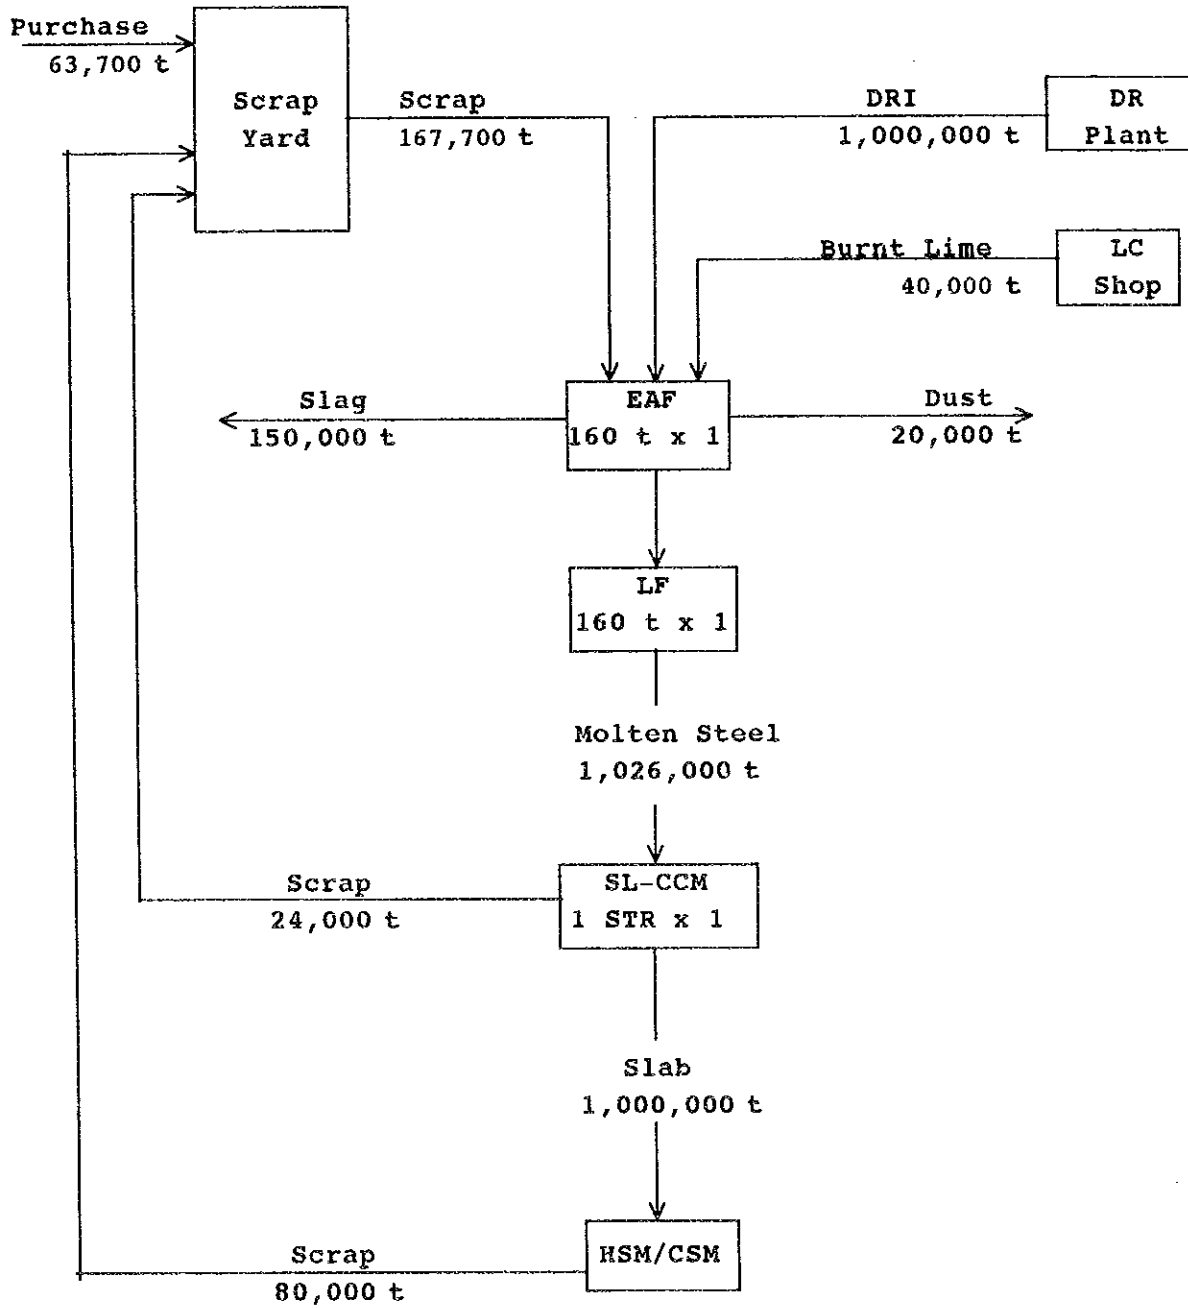 Purchase
63,700 t
Scrap
Yard
Scrap
167,700 t
DRI
1,000,000 t
DR
Plant
Burnt Lime
40,000 t
LC
Shop
Slag
150,000 t
EAF
160 t x 1
Dust
20,000 t
LF
160 t x 1
Molten Steel
1,026,000 t
Scrap
24,000 t
SL-CCM
1 STR x 1
Slab
1,000,000 t
Scrap
80,000 t
HSM/CSM